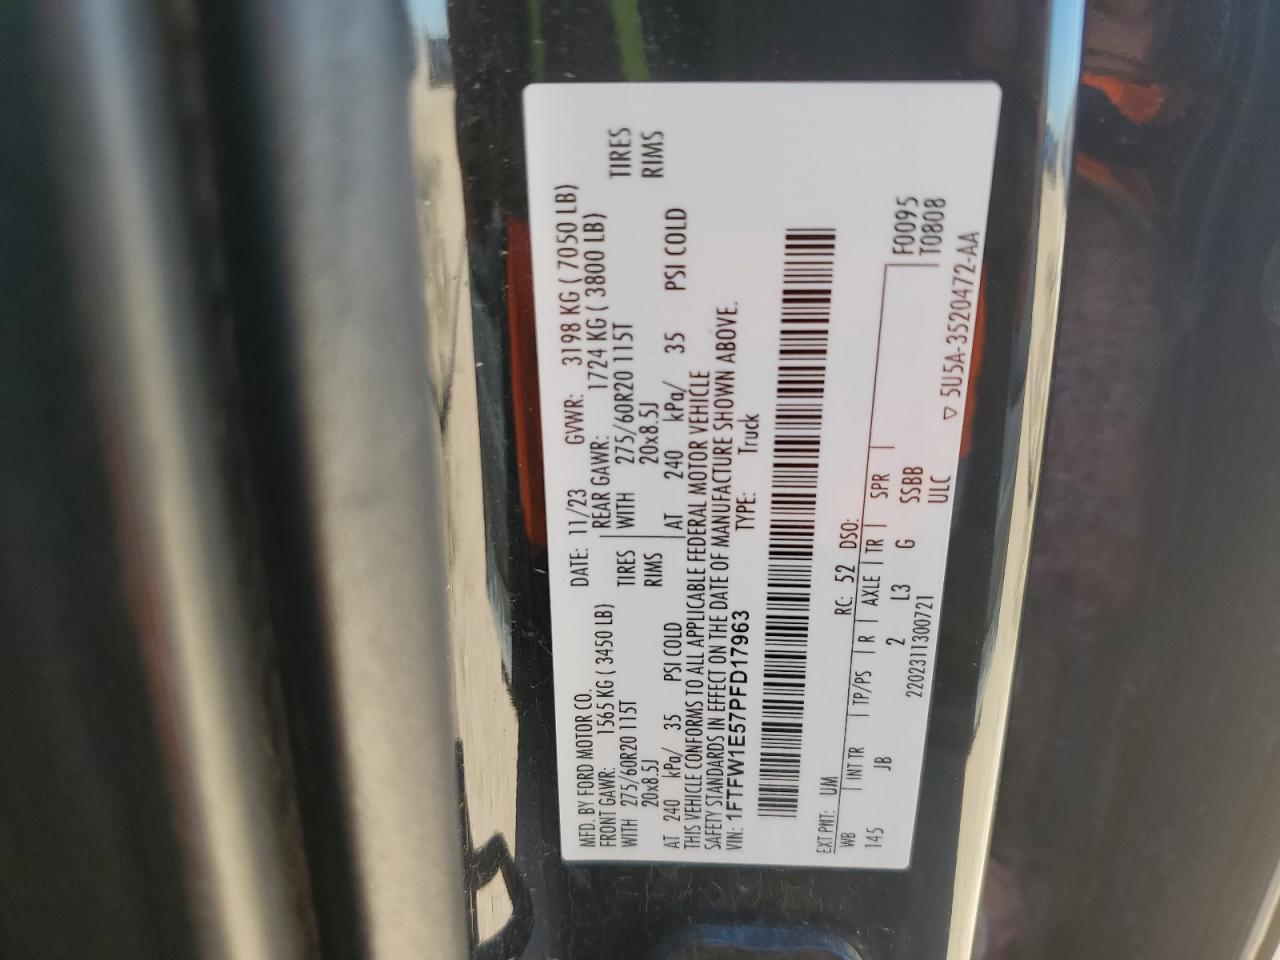 MFD. BY FORD MOTOR CO.
DATE: 11/23 GVWR: 3198 KG ( 7050 LB)
FRONT GAWR: 1565 KG ( 3450 LB) REAR GAWR: 1724 KG ( 3800 LB)
WITH 275/60R20 115T TIRES WITH 275/60R20 115T TIRES
20x8.5J RIMS 20x8.5J RIMS
AT 240 kPa/ 35 PSI COLD AT 240 kPa/ 35 PSI COLD
THIS VEHICLE CONFORMS TO ALL APPLICABLE FEDERAL MOTOR VEHICLE
SAFETY STANDARDS IN EFFECT ON THE DATE OF MANUFACTURE SHOWN ABOVE.
VIN: 1FTFW1E57PFD17963 TYPE: Truck
EXT PNT: UM RC: 52 DSO:
WB INT TR TP/PS R AXLE TR SPR F0095
145 JB 2 L3 G SSBB T0808
2202311300721 ULC ▽ 5U5A-3520472-AA